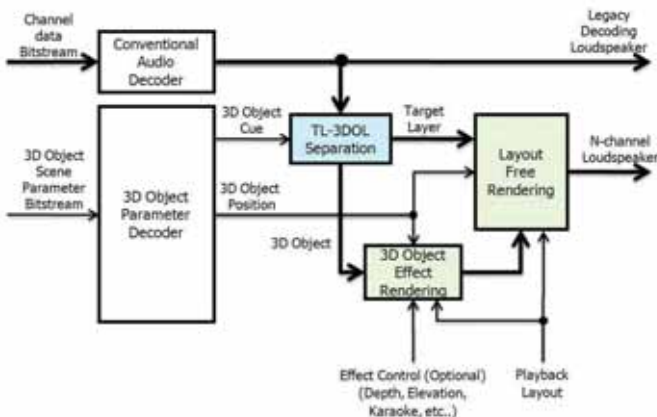 Channel
data
Bitstream
Conventional
Audio
Decoder
Legacy
Decoding
Loudspeaker
3D Object
Scene
Parameter
Bitstream
3D Object
Parameter
Decoder
3D Object
Cue
TL-3DOL
Separation
Target
Layer
Layout
Free
Rendering
N-channel
Loudspeaker
3D Object
Position
3D Object
3D Object
Effect
Rendering
Effect Control (Optional)
(Depth, Elevation,
Karaoke, etc..)
Playback
Layout